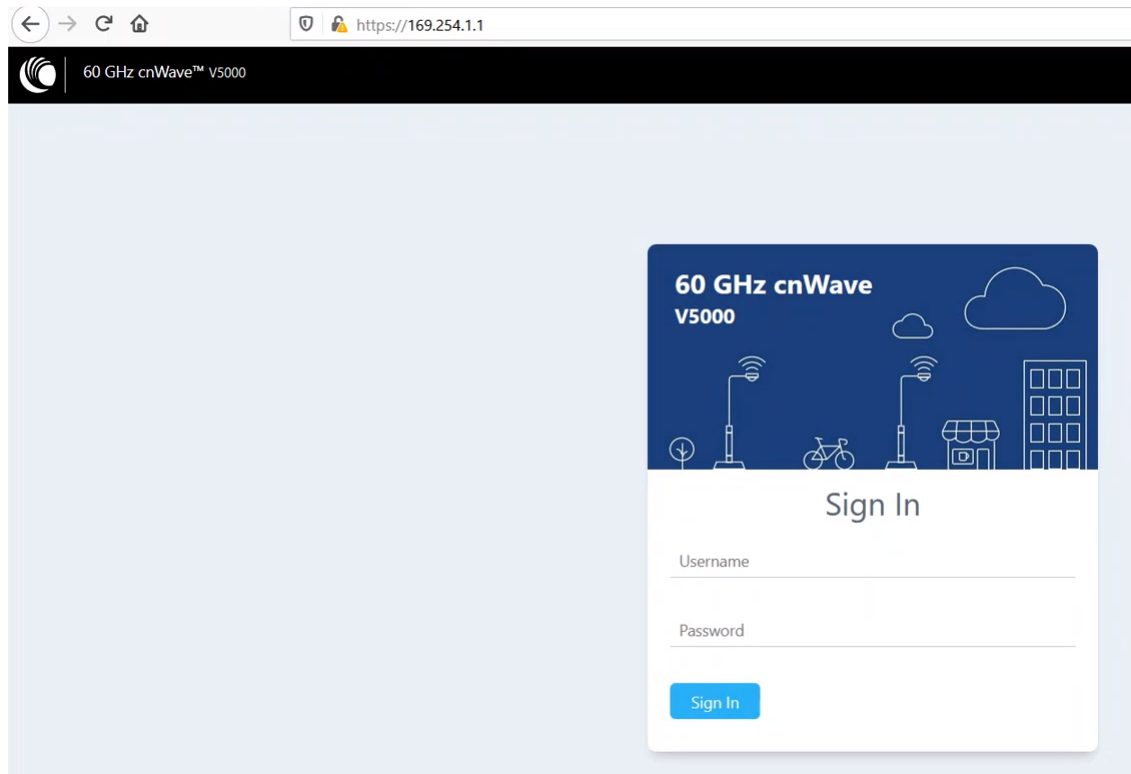 https://169.254.1.1
60 GHz cnWave™ V5000
60 GHz cnWave
V5000
Sign In
Username
Password
Sign In